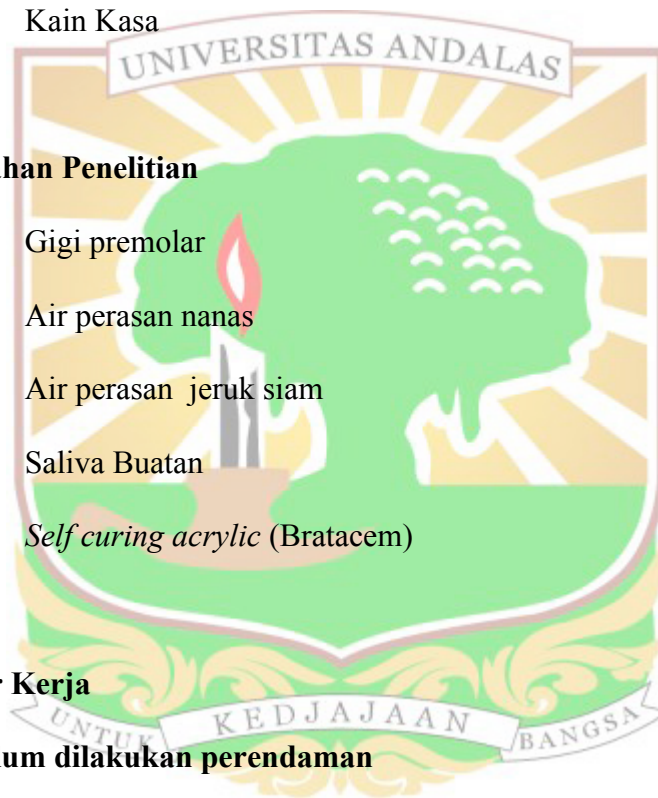 Kain Kasa
UNIVERSITAS ANDALAS
han Penelitian
Gigi premolar
Air perasan nanas
Air perasan jeruk siam
Saliva Buatan
Self curing acrylic (Bratacem)
r Kerja
UNTUK KEDJAJAAN BANGSA
um dilakukan perendaman